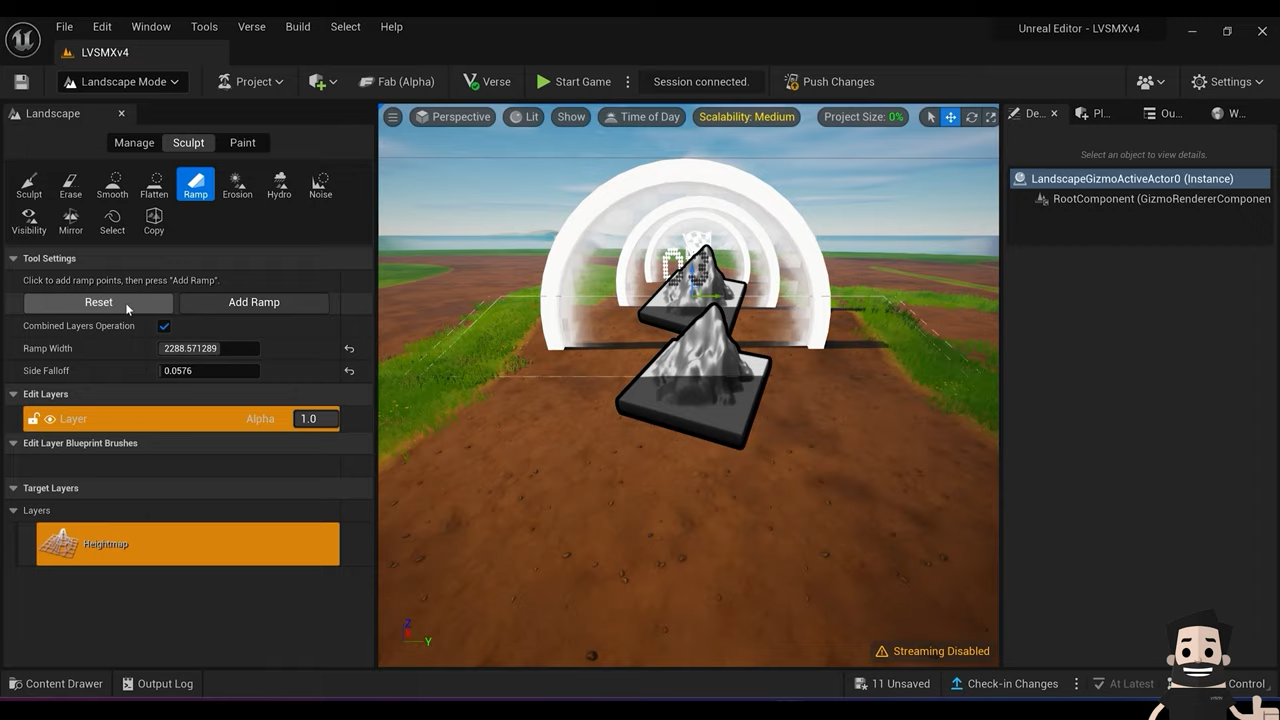 File Edit Window Tools Verse Build Select Help
Unreal Editor - LVSMXv4
LVSMXv4
Landscape Mode
Project
Fab (Alpha)
Verse
Start Game
Session connected.
Push Changes
Settings
Landscape
Perspective
Lit
Show
Time of Day
Scalability: Medium
Project Size: 0%
De...
Pl...
Ou...
W...
Manage
Sculpt
Paint
Select an object to view details.
LandscapeGizmoActiveActor0 (Instance)
RootComponent (GizmoRendererComponen
Sculpt Erase Smooth Flatten Ramp Erosion Hydro Noise
Visibility Mirror Select Copy
Tool Settings
Click to add ramp points, then press "Add Ramp".
Reset
Add Ramp
Combined Layers Operation
Ramp Width 2288.571289
Side Falloff 0.0576
Edit Layers
Layer Alpha 1.0
Edit Layer Blueprint Brushes
Target Layers
Layers
Heightmap
Z
Y
Streaming Disabled
Content Drawer
Output Log
11 Unsaved
Check-in Changes
At Latest
Control